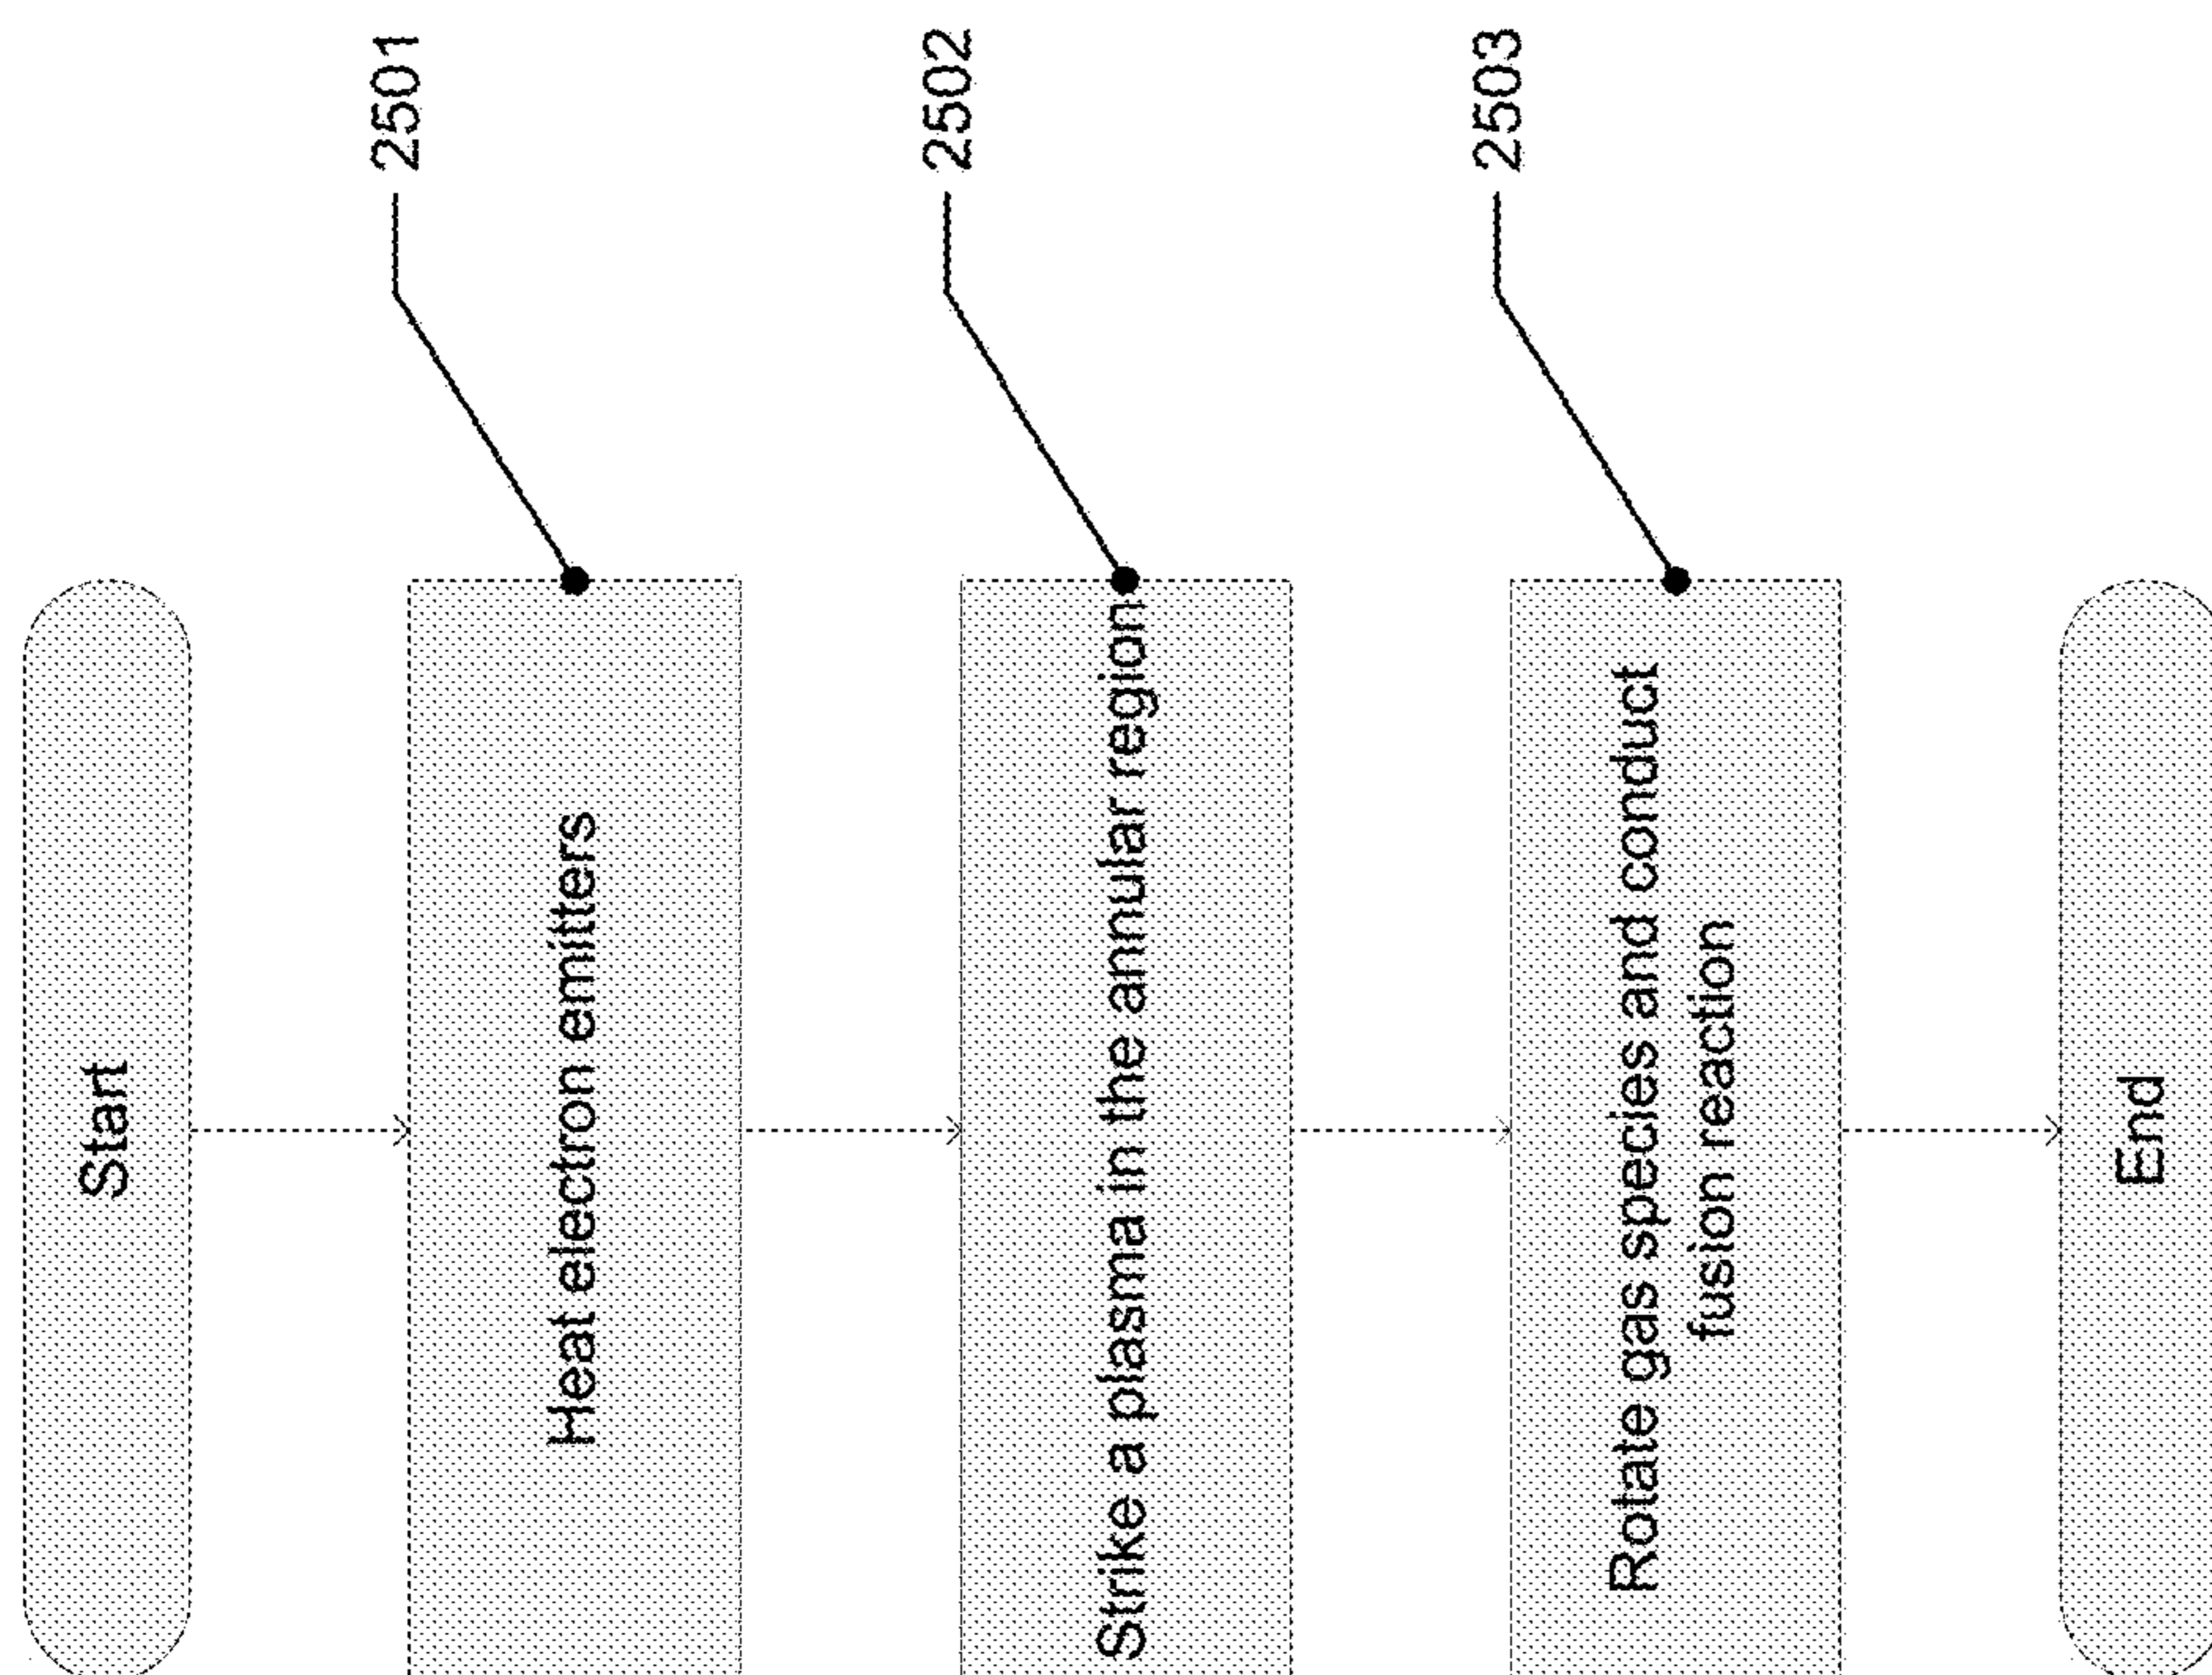 Start
Heat electron emitters
2501
Strike a plasma in the annular region
2502
Rotate gas species and conduct
fusion reaction
2503
End